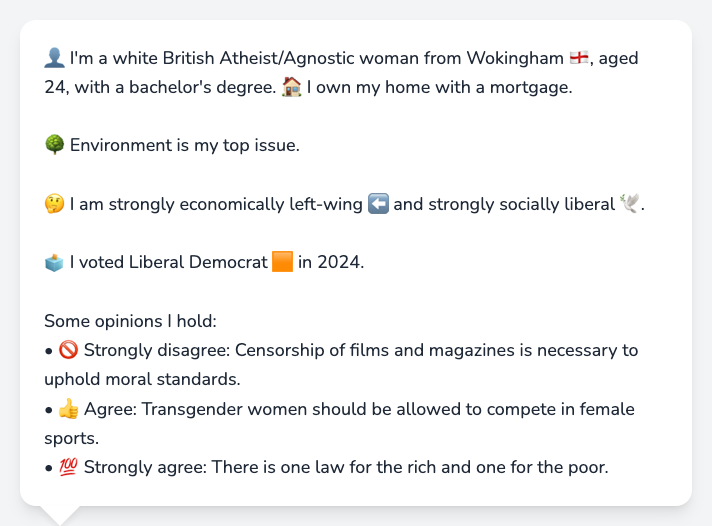 👤 I'm a white British Atheist/Agnostic woman from Wokingham 🏴󠁧󠁢󠁥󠁮󠁧󠁿, aged
24, with a bachelor's degree. 🏠 I own my home with a mortgage.
🌳 Environment is my top issue.
🤔 I am strongly economically left-wing ⬅️ and strongly socially liberal 🕊️.
🗳️ I voted Liberal Democrat 🟧 in 2024.
Some opinions I hold:
• 🚫 Strongly disagree: Censorship of films and magazines is necessary to
uphold moral standards.
• 👍 Agree: Transgender women should be allowed to compete in female
sports.
• 💯 Strongly agree: There is one law for the rich and one for the poor.